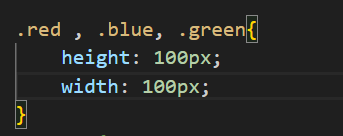 .red , .blue, .green{
    height: 100px;
    width: 100px;
}